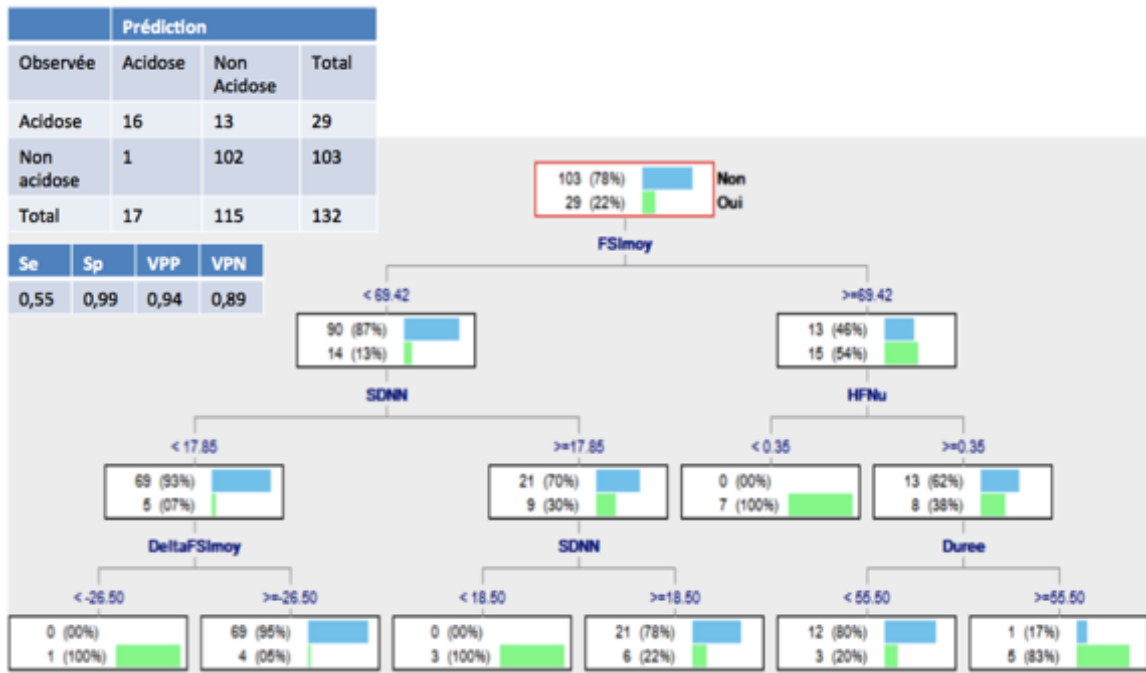 Prédiction
Observée Acidose Non Acidose Total
Acidose 16 13 29
Non acidose 1 102 103
Total 17 115 132
Se Sp VPP VPN
0,55 0,99 0,94 0,89
103 (78%) Non
29 (22%) Oui
FSImoy
< 69.42 >=69.42
90 (87%) 13 (46%)
14 (13%) 15 (54%)
SDNN HFNu
< 17.85 >=17.85 < 0.35 >=0.35
69 (93%) 21 (70%) 0 (00%) 13 (62%)
5 (07%) 9 (30%) 7 (100%) 8 (38%)
DeltaFSImoy SDNN Duree
< -26.50 >=-26.50 < 18.50 >=18.50 < 55.50 >=55.50
0 (00%) 69 (95%) 0 (00%) 21 (78%) 12 (80%) 1 (17%)
1 (100%) 4 (05%) 3 (100%) 6 (22%) 3 (20%) 5 (83%)